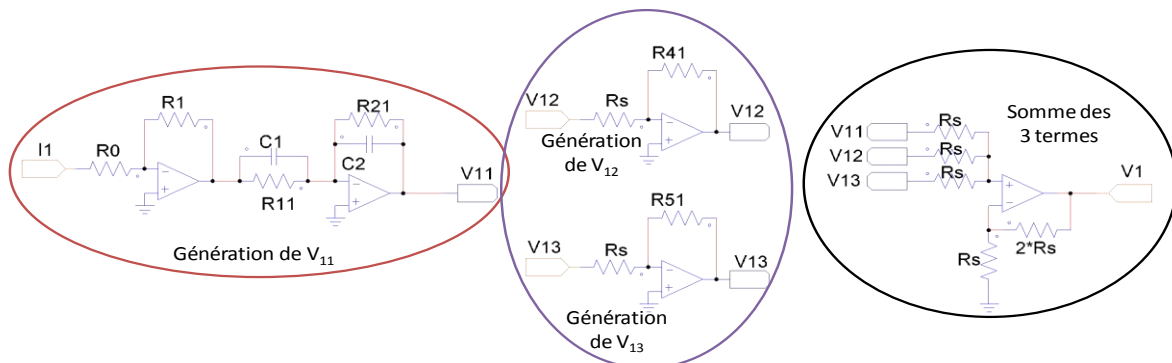 I1
R0
R1
C1
R11
R21
C2
V11
Génération de V11
V12
Rs
R41
V12
Génération
de V12
V13
Rs
R51
V13
Génération
de V13
Somme des
3 termes
V11
Rs
V12
Rs
V13
Rs
V1
2*Rs
Rs